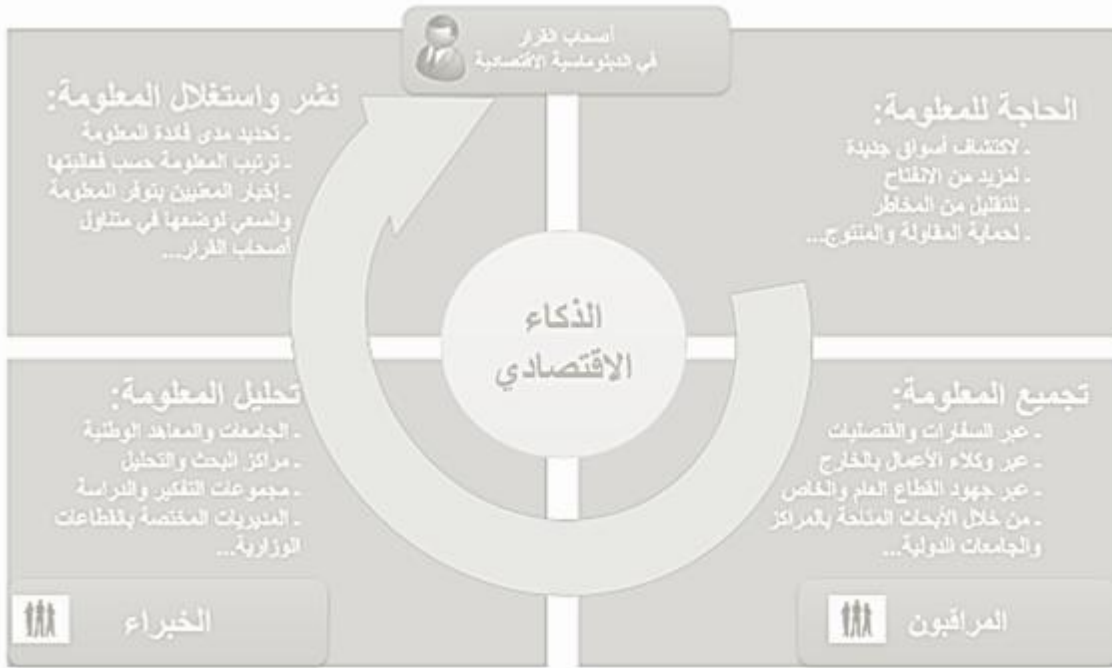 أصحاب القرار
في الدبلوماسية الاقتصادية
الحاجة للمعلومة:
- لاكتشاف أسواق جديدة
- لمزيد من الانفتاح
- للتقليل من المخاطر
- لحماية المقاولة والمنتوج...
نشر واستغلال المعلومة:
- تحديد مدى فائدة المعلومة
- ترتيب المعلومة حسب فعاليتها
- إخبار المعنيين بتوفر المعلومة
والسعي لوضعها في متناول
أصحاب القرار...
الذكاء
الاقتصادي
تجميع المعلومة:
- عبر السفارات والقنصليات
- عبر وكلاء الأعمال بالخارج
- عبر جهود القطاع العام والخاص
- من خلال الأبحاث المتاحة بالمراكز
والجامعات الدولية...
المراقبون
تحليل المعلومة:
- الجامعات والمعاهد الوطنية
- مراكز البحث والتحليل
- مجموعات التفكير والدراسة
- المديريات المختصة بالقطاعات
الوزارية...
الخبراء